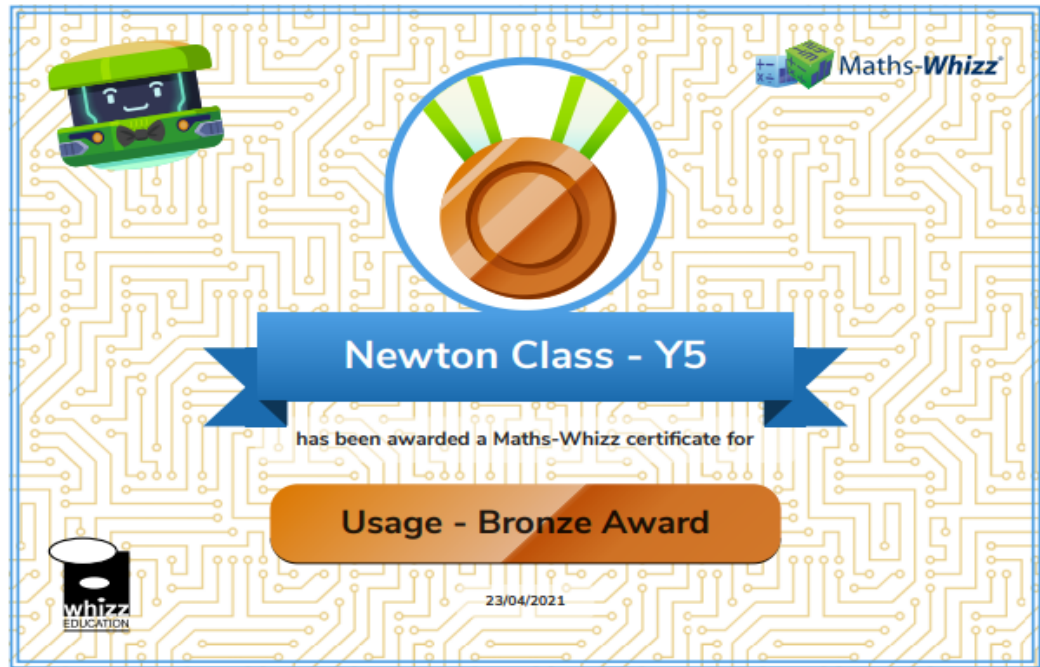 Maths-Whizz
Newton Class - Y5
has been awarded a Maths-Whizz certificate for
Usage - Bronze Award
23/04/2021
whizz
EDUCATION